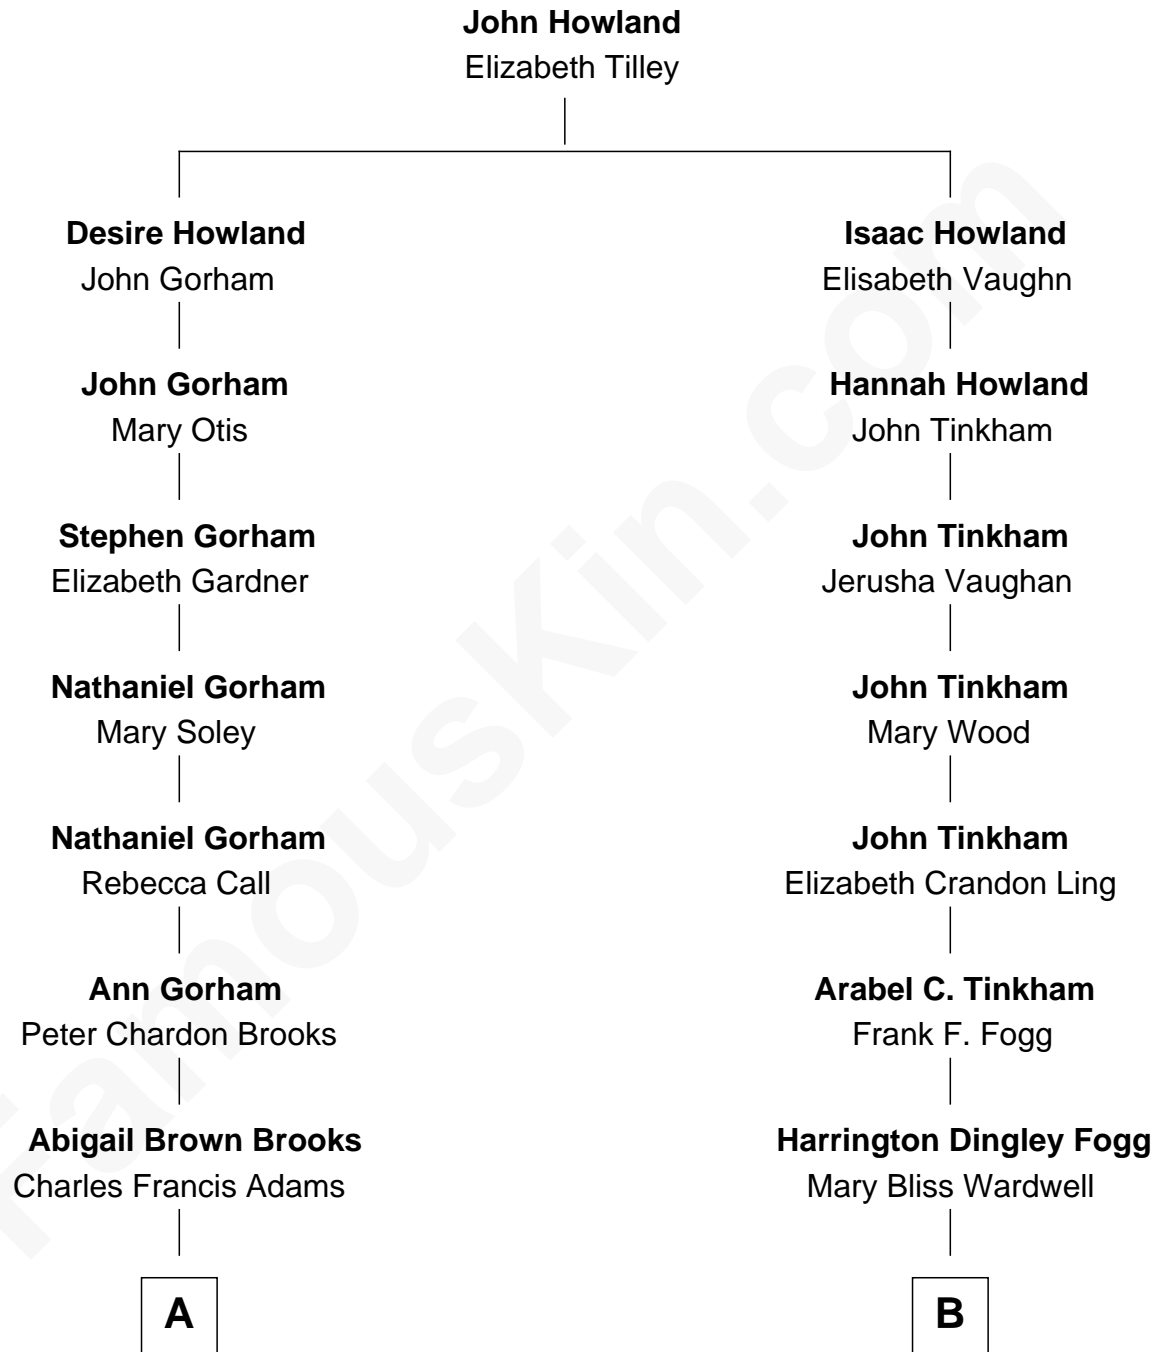 John Howland
Elizabeth Tilley
Desire Howland
John Gorham
Isaac Howland
Elisabeth Vaughn
John Gorham
Mary Otis
Hannah Howland
John Tinkham
Stephen Gorham
Elizabeth Gardner
John Tinkham
Jerusha Vaughan
Nathaniel Gorham
Mary Soley
John Tinkham
Mary Wood
Nathaniel Gorham
Rebecca Call
John Tinkham
Elizabeth Crandon Ling
Ann Gorham
Peter Chardon Brooks
Arabel C. Tinkham
Frank F. Fogg
Abigail Brown Brooks
Charles Francis Adams
Harrington Dingley Fogg
Mary Bliss Wardwell
A
B
FamousKin.com